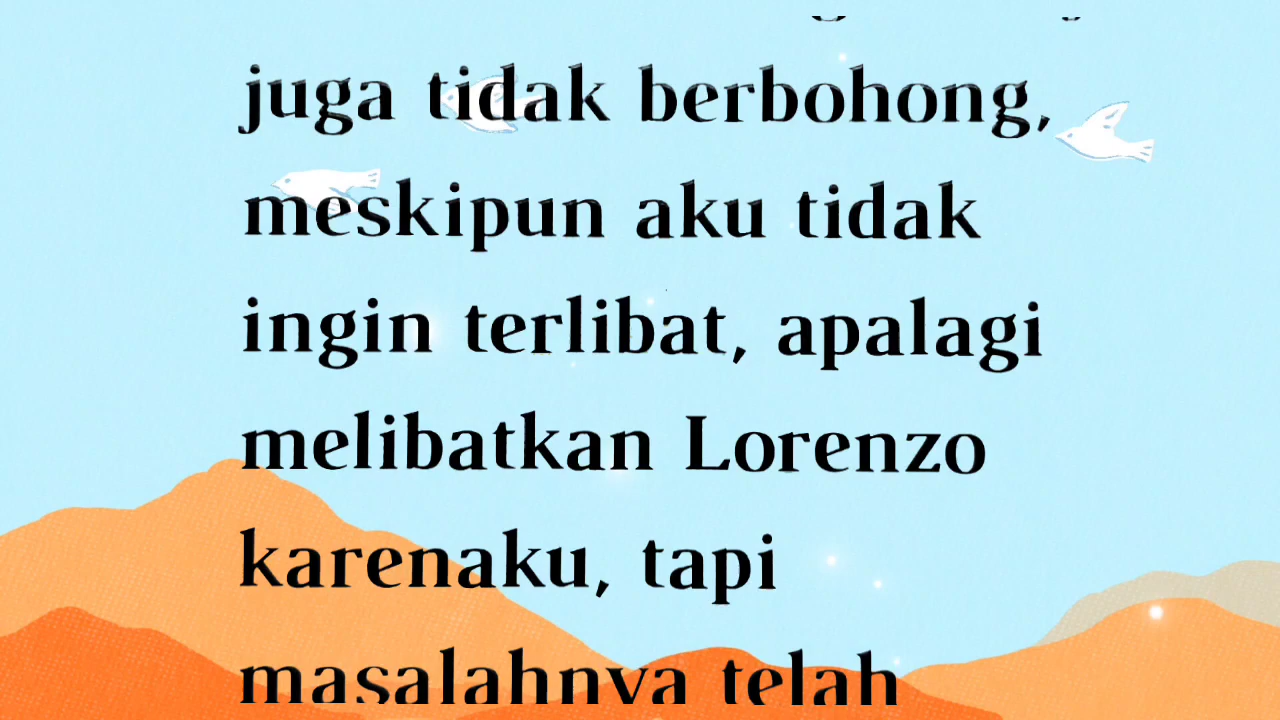 juga tidak berbohong,
meskipun aku tidak
ingin terlibat, apalagi
melibatkan Lorenzo
karenaku, tapi
masalahnya telah